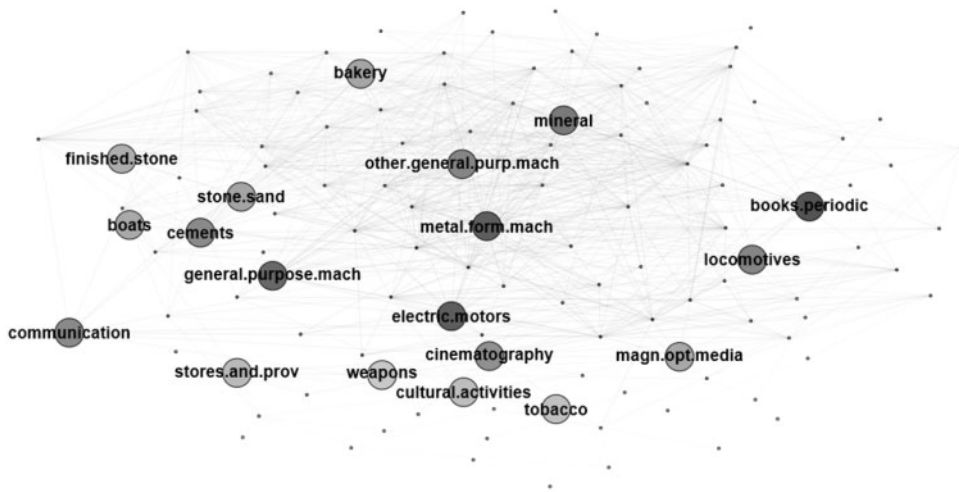 bakery
mineral
finished.stone
other.general.purp.mach
stone.sand
books.periodic
boats
cements
metal.form.mach
locomotives
general.purpose.mach
electric.motors
communication
cinematography
magn.opt.media
stores.and.prov
weapons
cultural.activities
tobacco